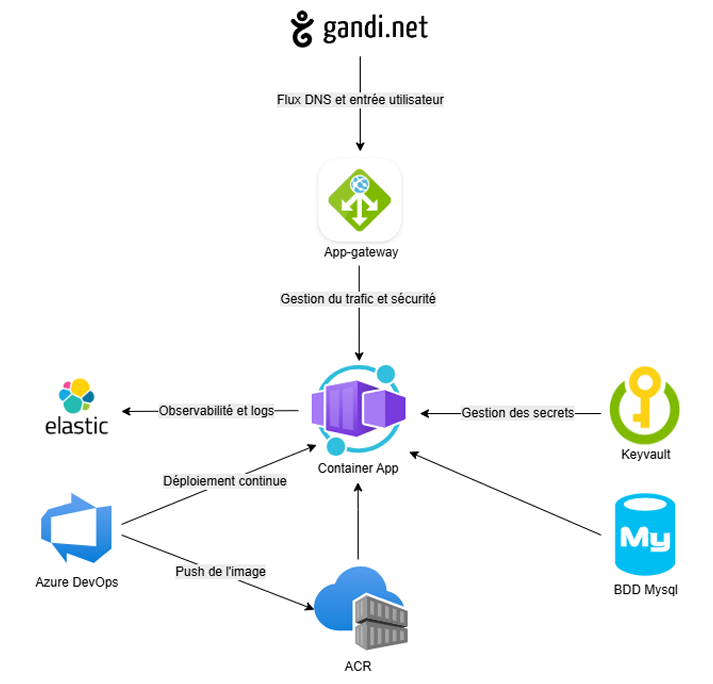 gandi.net
Flux DNS et entrée utilisateur
App-gateway
Gestion du trafic et sécurité
elastic
Observabilité et logs
Gestion des secrets
Container App
Keyvault
Déploiement continue
My
Azure DevOps
Push de l'image
BDD Mysql
ACR